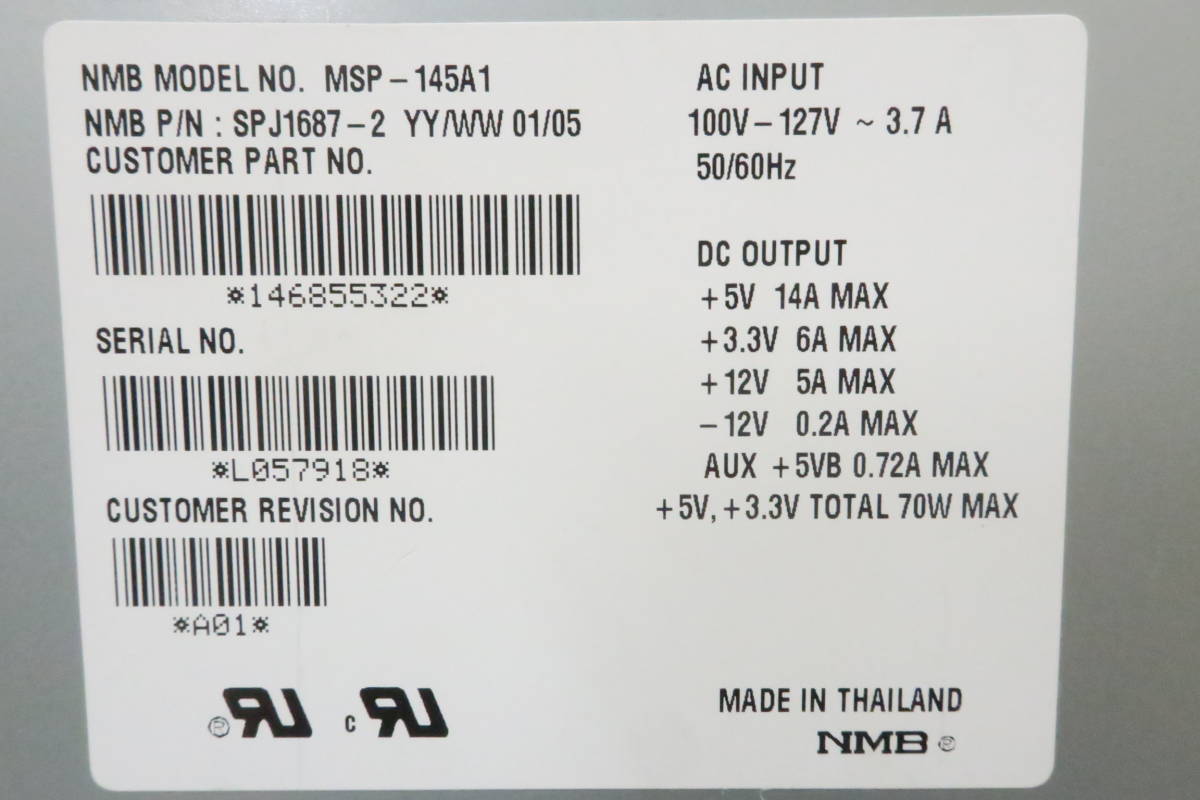 NMB MODEL NO. MSP-145A1
NMB P/N : SPJ1687-2 YY/WW 01/05
CUSTOMER PART NO.
*146855322*
SERIAL NO.
*L057918*
CUSTOMER REVISION NO.
*A01*
AC INPUT
100V-127V ~ 3.7 A
50/60Hz
DC OUTPUT
+5V 14A MAX
+3.3V 6A MAX
+12V 5A MAX
-12V 0.2A MAX
AUX +5VB 0.72A MAX
+5V, +3.3V TOTAL 70W MAX
RU® c RU
MADE IN THAILAND
NMB®